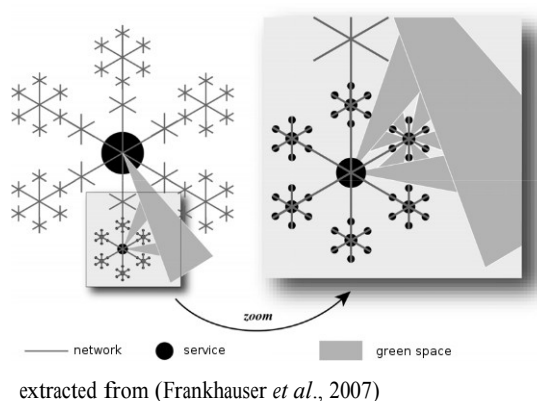 zoom
network
service
green space
extracted from (Frankhauser et al., 2007)